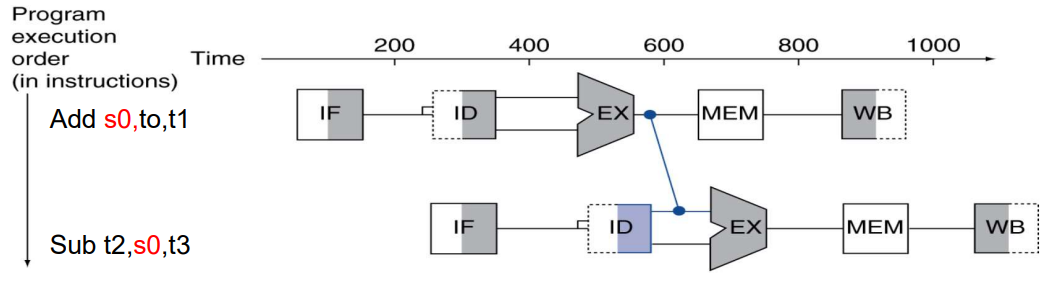 Program
execution
order
(in instructions)
Time
200 400 600 800 1000
Add s0,to,t1
IF ID EX MEM WB
Sub t2,s0,t3
IF ID EX MEM WB